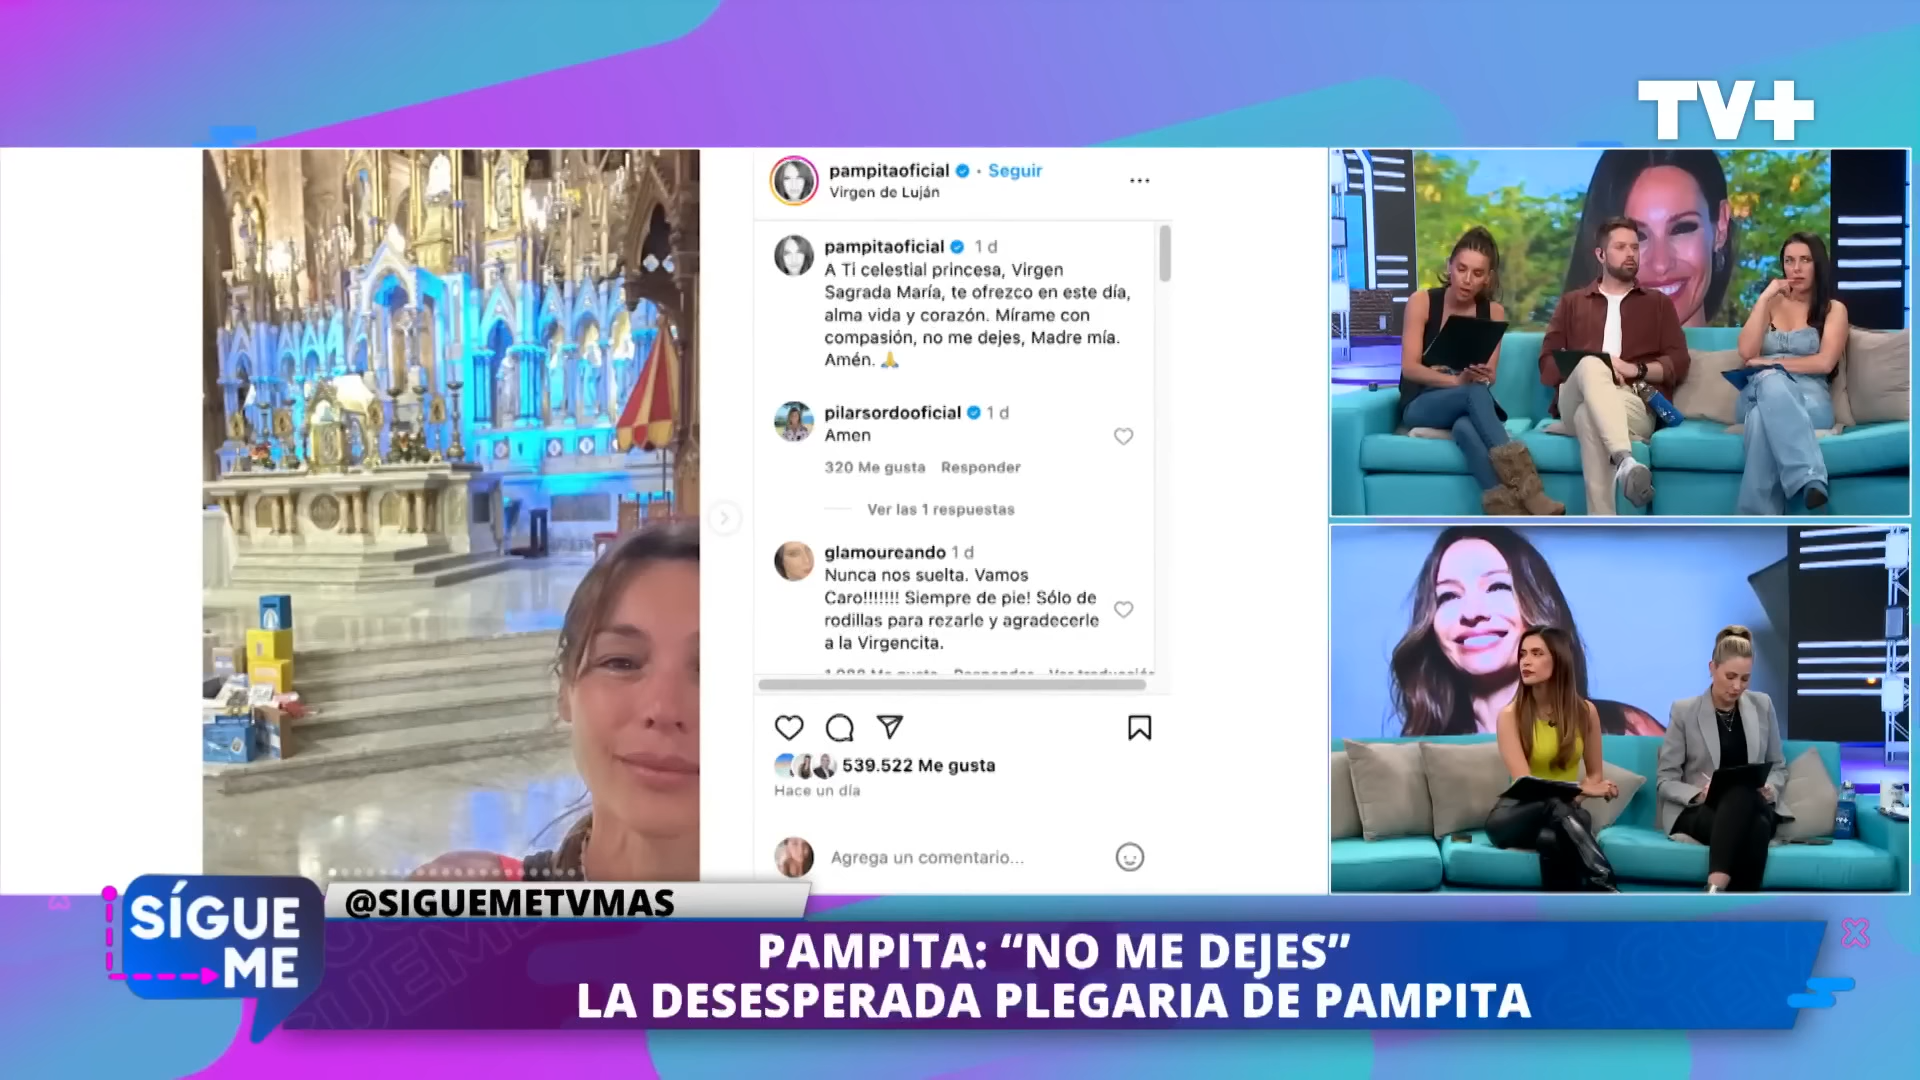 TV+
pampitaoficial • Seguir
Virgen de Luján
pampitaoficial 1 d
A Ti celestial princesa, Virgen
Sagrada María, te ofrezco en este día,
alma vida y corazón. Mírame con
compasión, no me dejes, Madre mía.
Amén. 🙏
pilarsordooficial 1 d
Amen
320 Me gusta Responder
Ver las 1 respuestas
glamoureando 1 d
Nunca nos suelta. Vamos
Caro!!!!!!! Siempre de pie! Sólo de
rodillas para rezarle y agradecerle
a la Virgencita.
539.522 Me gusta
Hace un día
Agrega un comentario...
@SIGUEMETVMAS
SÍGUE
ME
PAMPITA: “NO ME DEJES”
LA DESESPERADA PLEGARIA DE PAMPITA